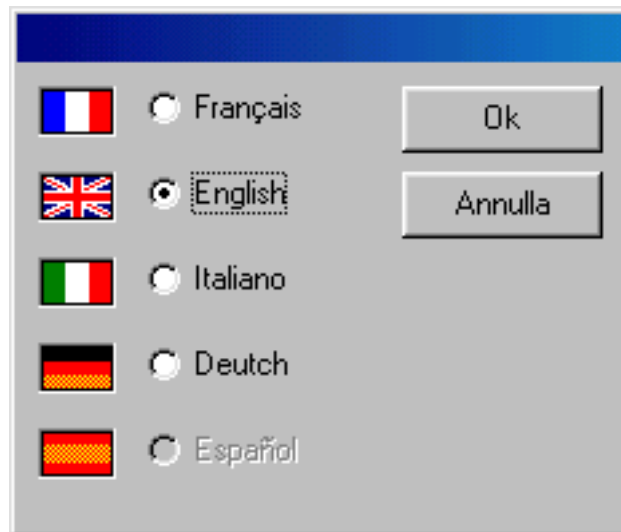 Français
Ok
English
Annulla
Italiano
Deutch
Español